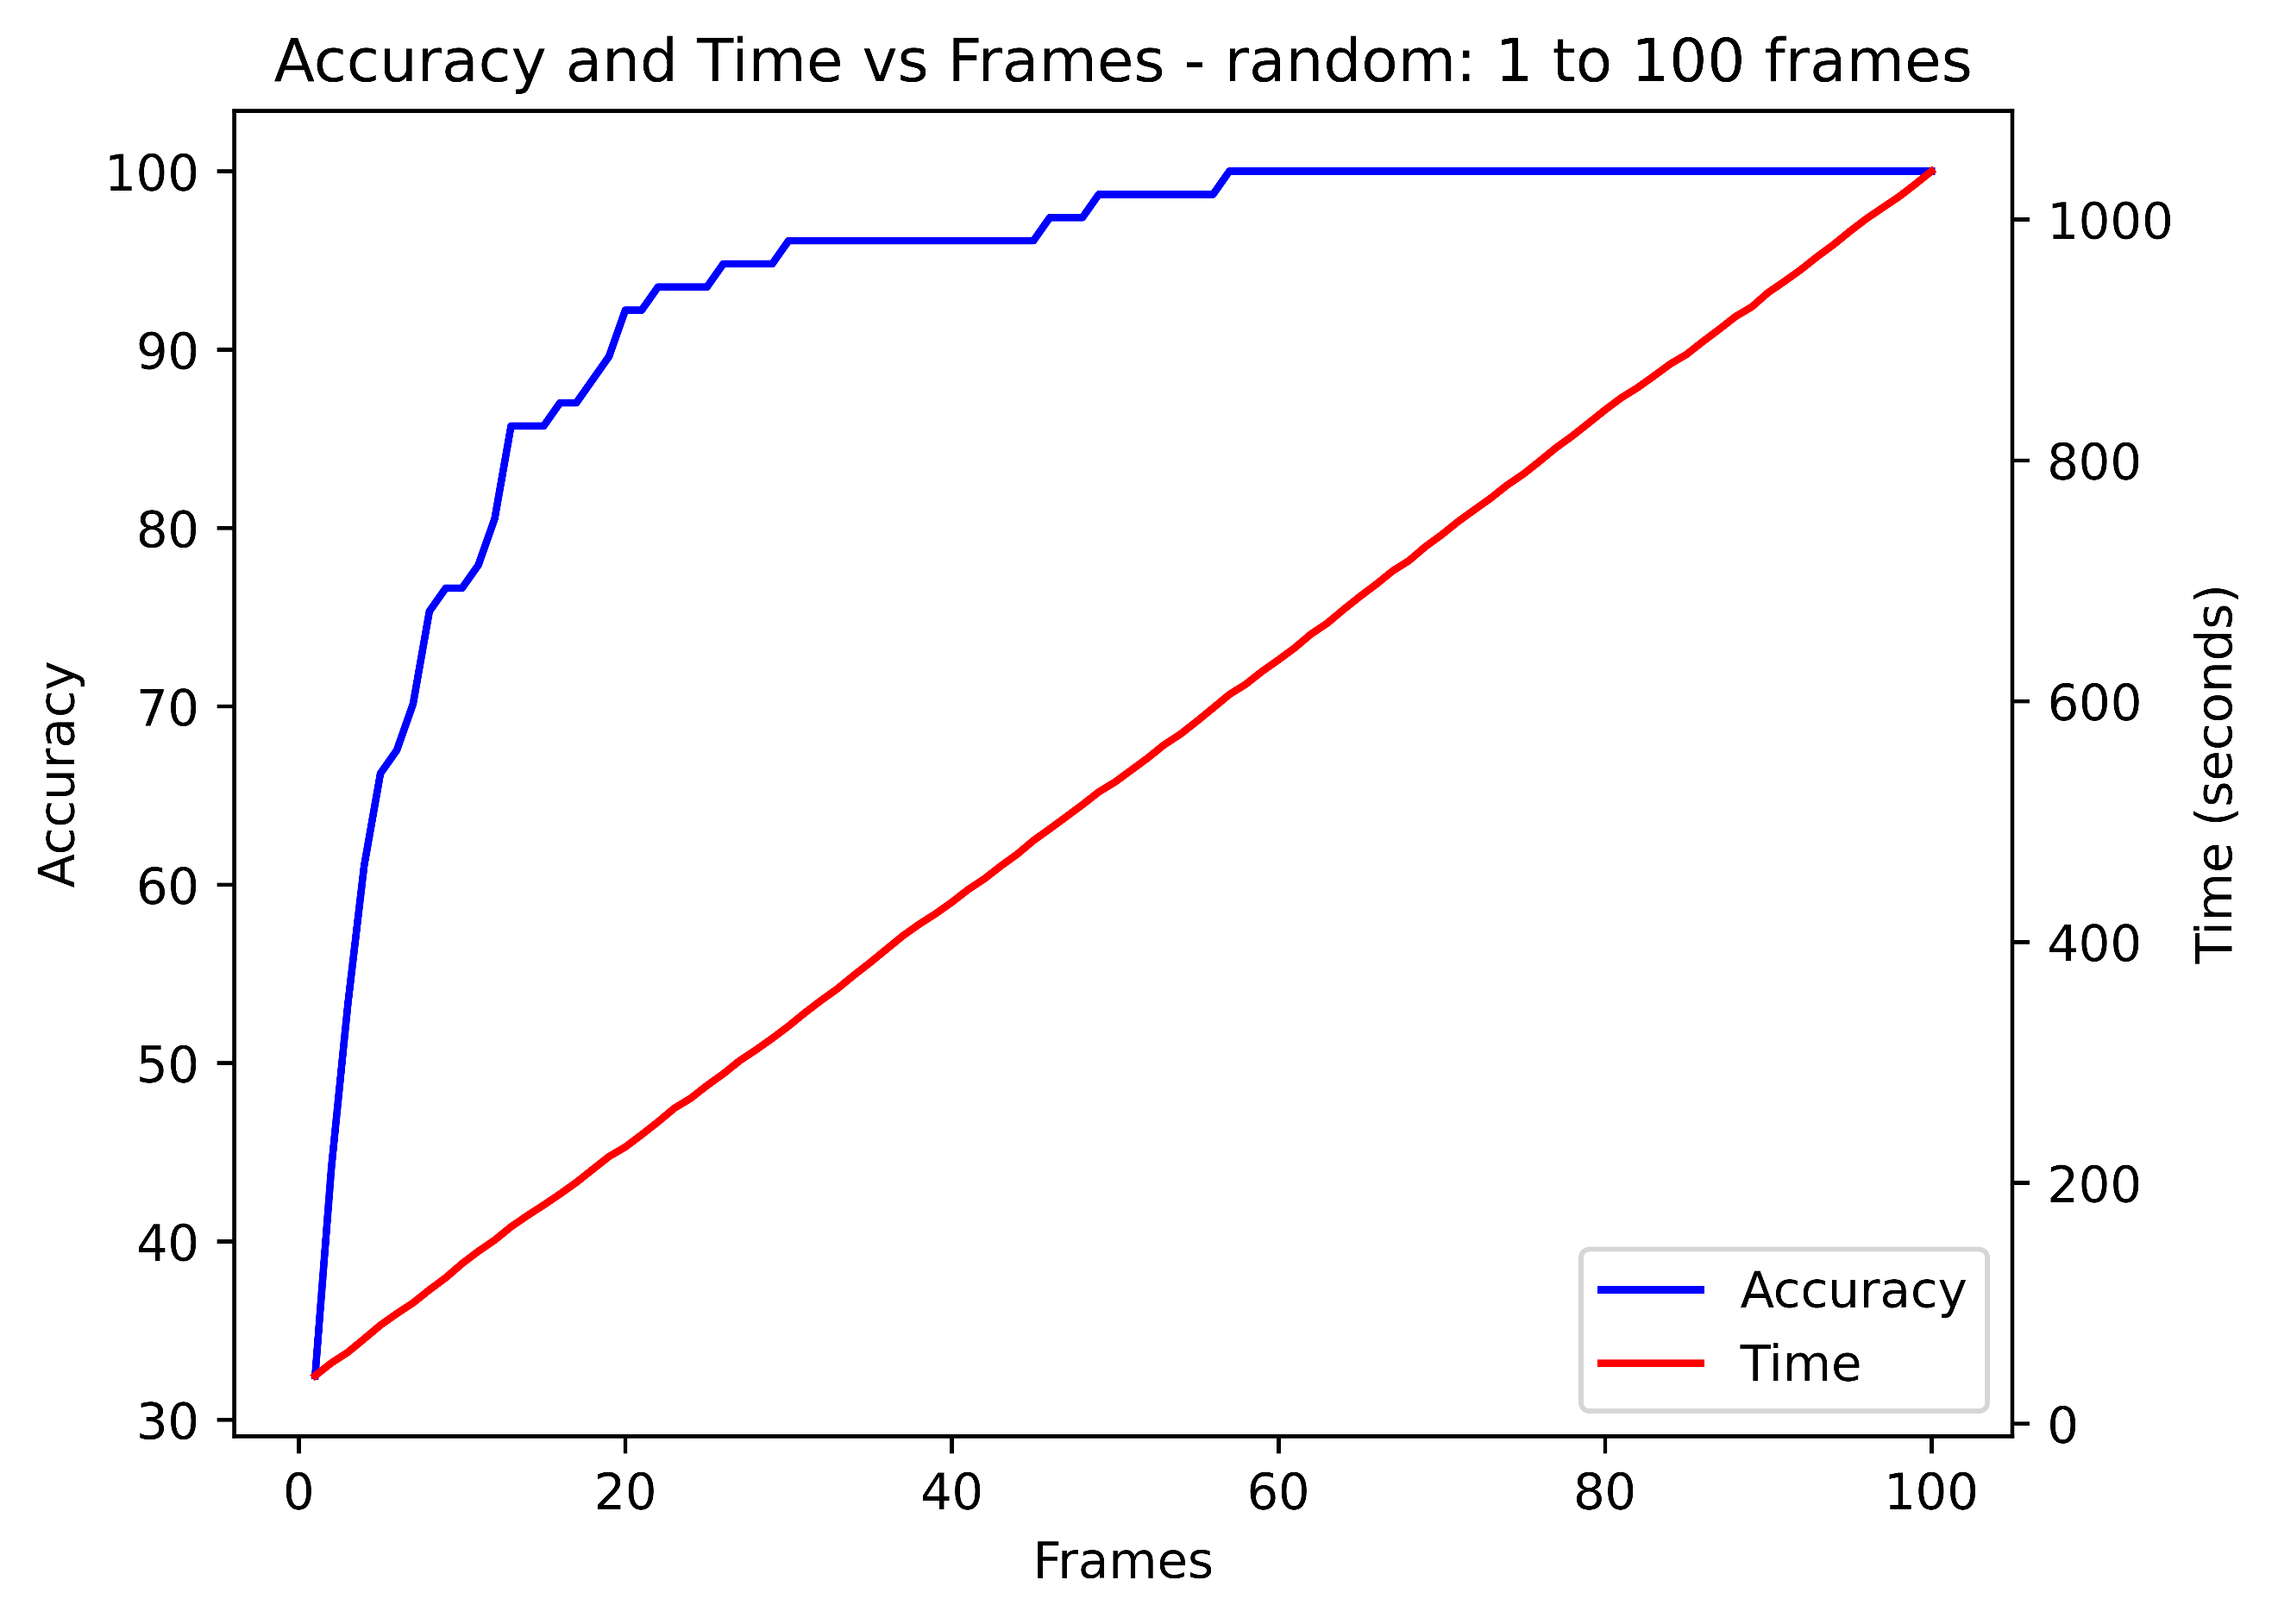 Accuracy and Time vs Frames - random: 1 to 100 frames
Accuracy
100
90
80
70
60
50
40
30
1000
800
600
400
200
0
Time (seconds)
Accuracy
Time
0 20 40 60 80 100
Frames